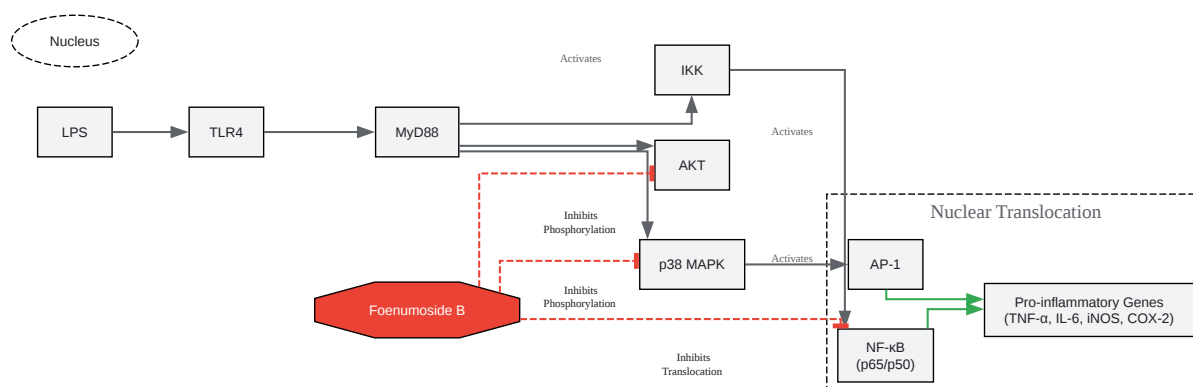 Nucleus
Activates
IKK
LPS
TLR4
MyD88
Activates
AKT
Nuclear Translocation
Inhibits
Phosphorylation
p38 MAPK
Activates
AP-1
Foenumoside B
Inhibits
Phosphorylation
Pro-inflammatory Genes
(TNF-α, IL-6, iNOS, COX-2)
NF-κB
(p65/p50)
Inhibits
Translocation